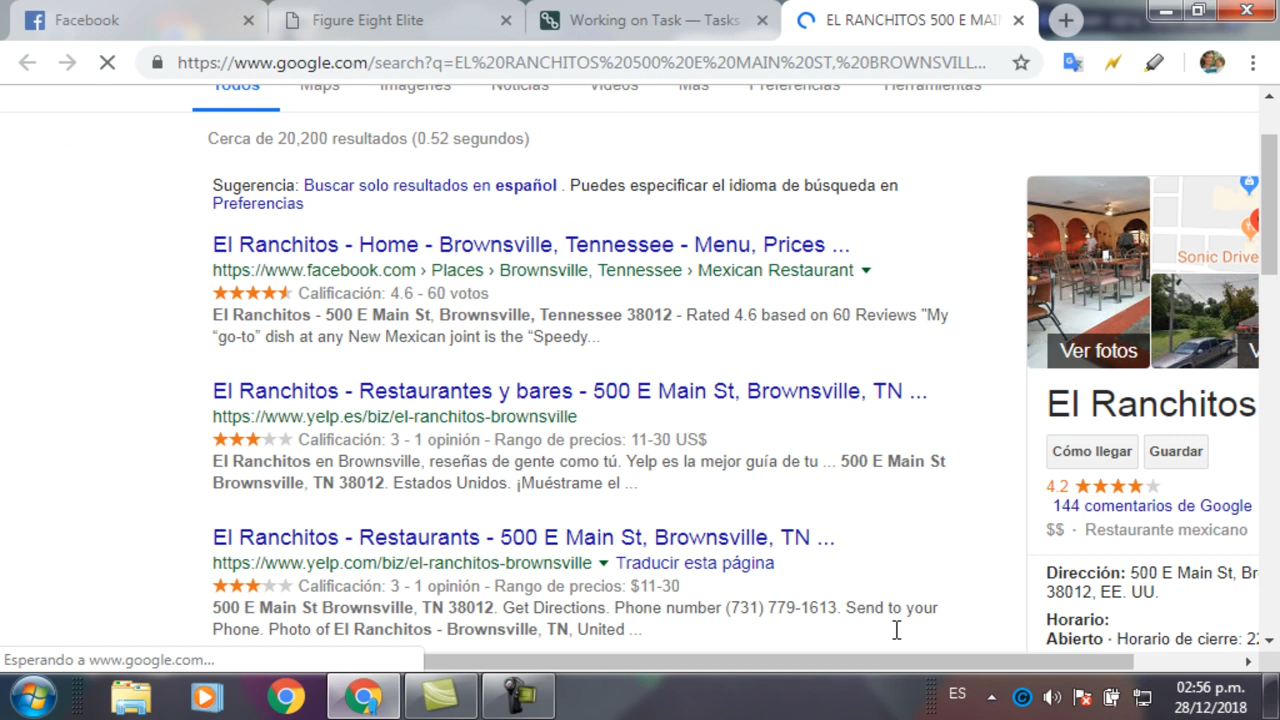 Facebook
Figure Eight Elite
Working on Task — Tasks
EL RANCHITOS 500 E MAIN
https://www.google.com/search?q=EL%20RANCHITOS%20500%20E%20MAIN%20ST,%20BROWNSVILL...
Todos Maps Imágenes Noticias Vídeos Más Preferencias Herramientas
Cerca de 20,200 resultados (0.52 segundos)
Sugerencia: Buscar solo resultados en español . Puedes especificar el idioma de búsqueda en
Preferencias
El Ranchitos - Home - Brownsville, Tennessee - Menu, Prices ...
https://www.facebook.com › Places › Brownsville, Tennessee › Mexican Restaurant
Calificación: 4.6 - 60 votos
El Ranchitos - 500 E Main St, Brownsville, Tennessee 38012 - Rated 4.6 based on 60 Reviews "My
“go-to” dish at any New Mexican joint is the “Speedy...
El Ranchitos - Restaurantes y bares - 500 E Main St, Brownsville, TN ...
https://www.yelp.es/biz/el-ranchitos-brownsville
Calificación: 3 - 1 opinión - Rango de precios: 11-30 US$
El Ranchitos en Brownsville, reseñas de gente como tú. Yelp es la mejor guía de tu ... 500 E Main St
Brownsville, TN 38012. Estados Unidos. ¡Muéstrame el ...
El Ranchitos - Restaurants - 500 E Main St, Brownsville, TN ...
https://www.yelp.com/biz/el-ranchitos-brownsville Traducir esta página
Calificación: 3 - 1 opinión - Rango de precios: $11-30
500 E Main St Brownsville, TN 38012. Get Directions. Phone number (731) 779-1613. Send to your
Phone. Photo of El Ranchitos - Brownsville, TN, United ...
Sonic Drive
Ver fotos
V
El Ranchitos
Cómo llegar Guardar
4.2
144 comentarios de Google
$$ · Restaurante mexicano
Dirección: 500 E Main St, Br
38012, EE. UU.
Horario:
Abierto · Horario de cierre: 22
Esperando a www.google.com...
ES
02:56 p.m.
28/12/2018